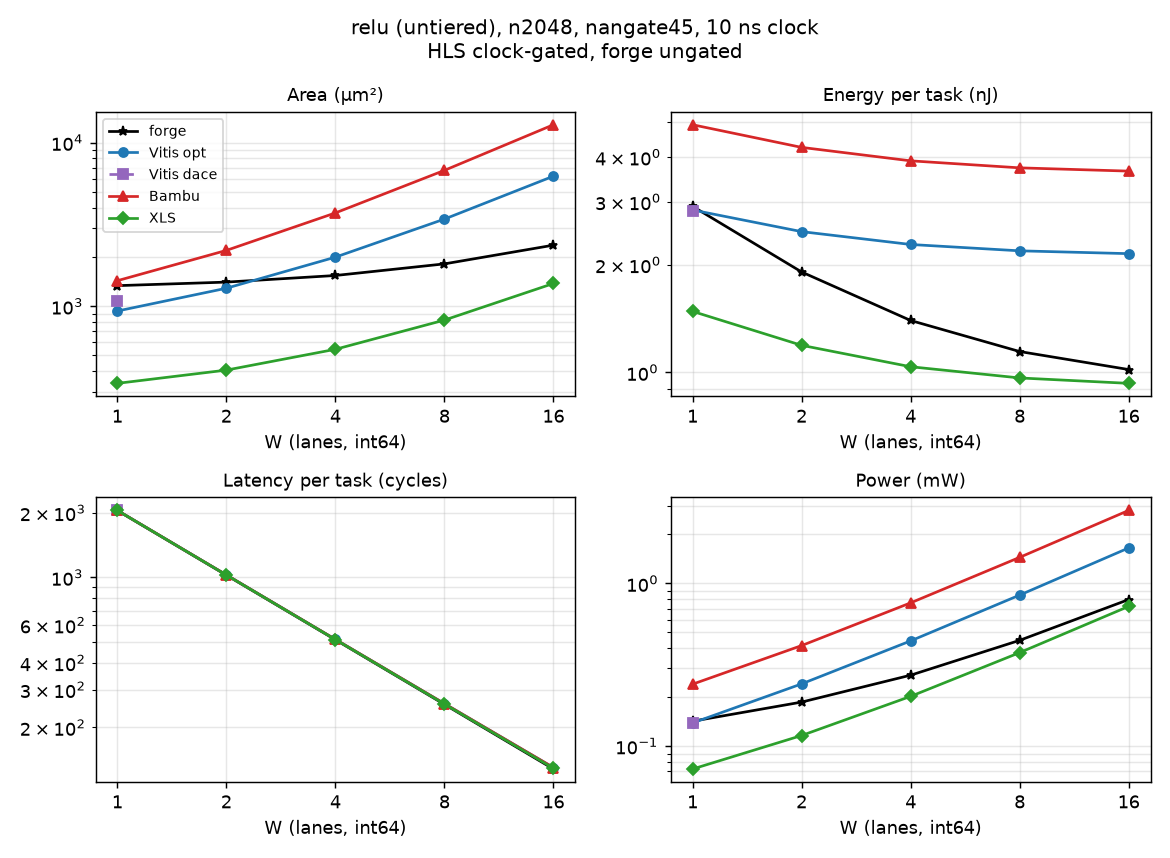 relu (untiered), n2048, nangate45, 10 ns clock
HLS clock-gated, forge ungated
Area (μm²)
10⁴
10³
forge
Vitis opt
Vitis dace
Bambu
XLS
1 2 4 8 16
W (lanes, int64)
Energy per task (nJ)
4 × 10⁰
3 × 10⁰
2 × 10⁰
10⁰
1 2 4 8 16
W (lanes, int64)
Latency per task (cycles)
2 × 10³
10³
6 × 10²
4 × 10²
3 × 10²
2 × 10²
1 2 4 8 16
W (lanes, int64)
Power (mW)
10⁰
10⁻¹
1 2 4 8 16
W (lanes, int64)